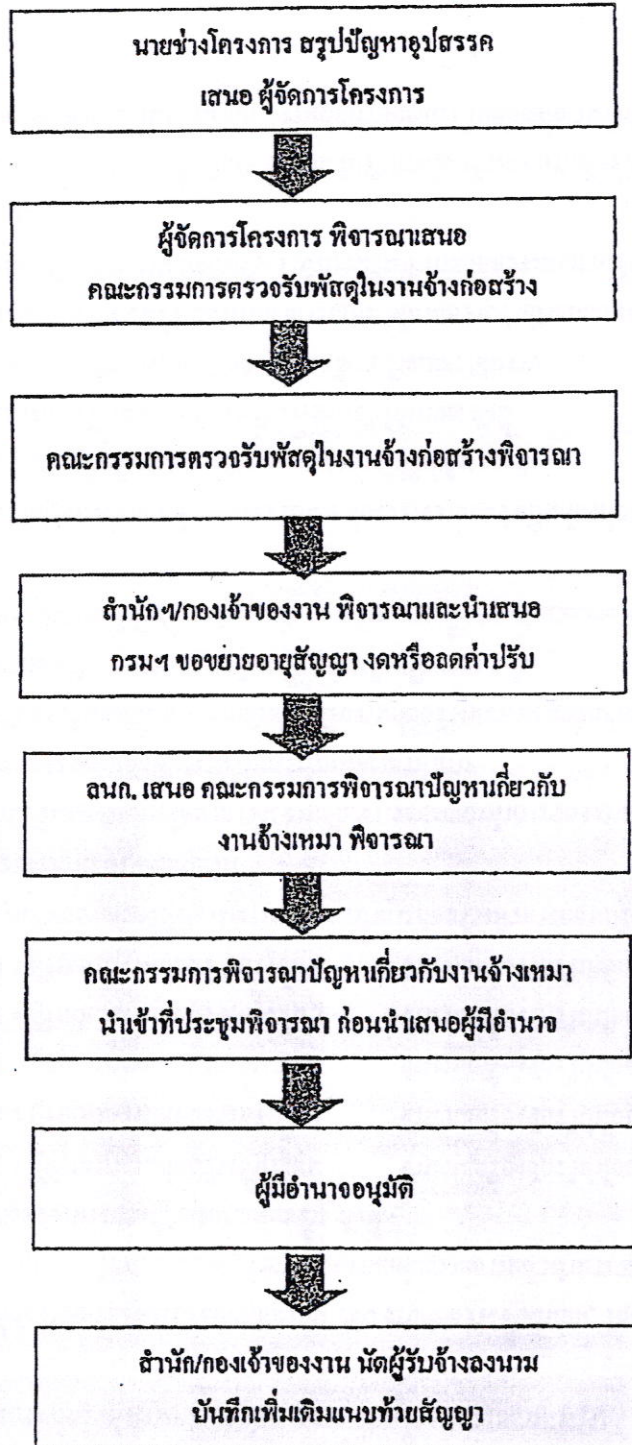 นายช่างโครงการ สรุปปัญหาอุปสรรค
เสนอ ผู้จัดการโครงการ
ผู้จัดการโครงการ พิจารณาเสนอ
คณะกรรมการตรวจรับพัสดุในงานจ้างก่อสร้าง
คณะกรรมการตรวจรับพัสดุในงานจ้างก่อสร้างพิจารณา
สำนักฯ/กองเจ้าของงาน พิจารณาและนำเสนอ
กรมฯ ขอขยายอายุสัญญา งดหรือลดค่าปรับ
สนก. เสนอ คณะกรรมการพิจารณาปัญหาเกี่ยวกับ
งานจ้างเหมา พิจารณา
คณะกรรมการพิจารณาปัญหาเกี่ยวกับงานจ้างเหมา
นำเข้าที่ประชุมพิจารณา ก่อนนำเสนอผู้มีอำนาจ
ผู้มีอำนาจอนุมัติ
สำนัก/กองเจ้าของงาน นัดผู้รับจ้างลงนาม
บันทึกเพิ่มเติมแนบท้ายสัญญา